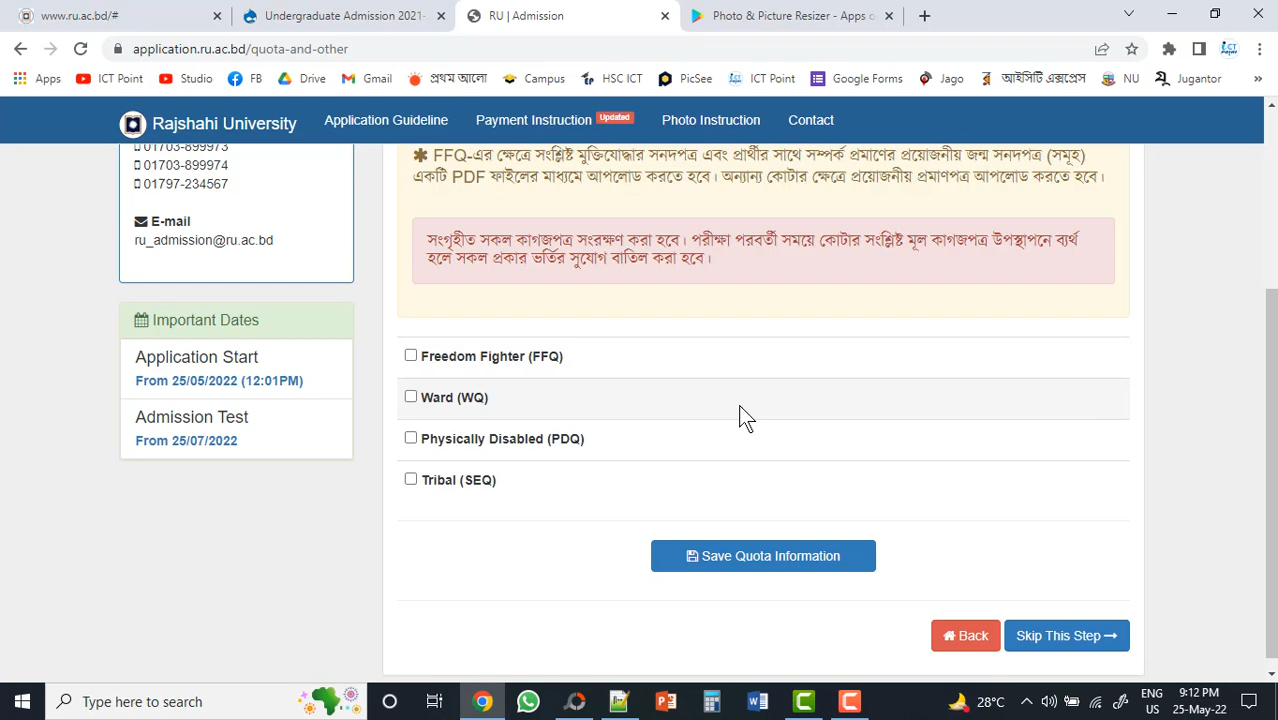 www.ru.ac.bd/#
Undergraduate Admission 2021-
RU | Admission
Photo & Picture Resizer - Apps o
application.ru.ac.bd/quota-and-other
Apps
ICT Point
Studio
FB
Drive
Gmail
প্রথম আলো
Campus
HSC ICT
PicSee
ICT Point
Google Forms
Jago
আইসিটি এক্সপ্রেস
NU
Jugantor
Rajshahi University
Application Guideline
Payment Instruction Updated
Photo Instruction
Contact
01703-899973
01703-899974
01797-234567
E-mail
ru_admission@ru.ac.bd
Important Dates
Application Start
From 25/05/2022 (12:01PM)
Admission Test
From 25/07/2022
✱ FFQ-এর ক্ষেত্রে সংশ্লিষ্ট মুক্তিযোদ্ধার সনদপত্র এবং প্রার্থীর সাথে সম্পর্ক প্রমাণের প্রয়োজনীয় জন্ম সনদপত্র (সমূহ)
একটি PDF ফাইলের মাধ্যমে আপলোড করতে হবে। অন্যান্য কোটার ক্ষেত্রে প্রয়োজনীয় প্রমাণপত্র আপলোড করতে হবে।
সংগৃহীত সকল কাগজপত্র সংরক্ষণ করা হবে। পরীক্ষা পরবর্তী সময়ে কোটার সংশ্লিষ্ট মূল কাগজপত্র উপস্থাপনে ব্যর্থ
হলে সকল প্রকার ভর্তির সুযোগ বাতিল করা হবে।
Freedom Fighter (FFQ)
Ward (WQ)
Physically Disabled (PDQ)
Tribal (SEQ)
Save Quota Information
Back
Skip This Step
Type here to search
28°C
ENG
US
9:12 PM
25-May-22